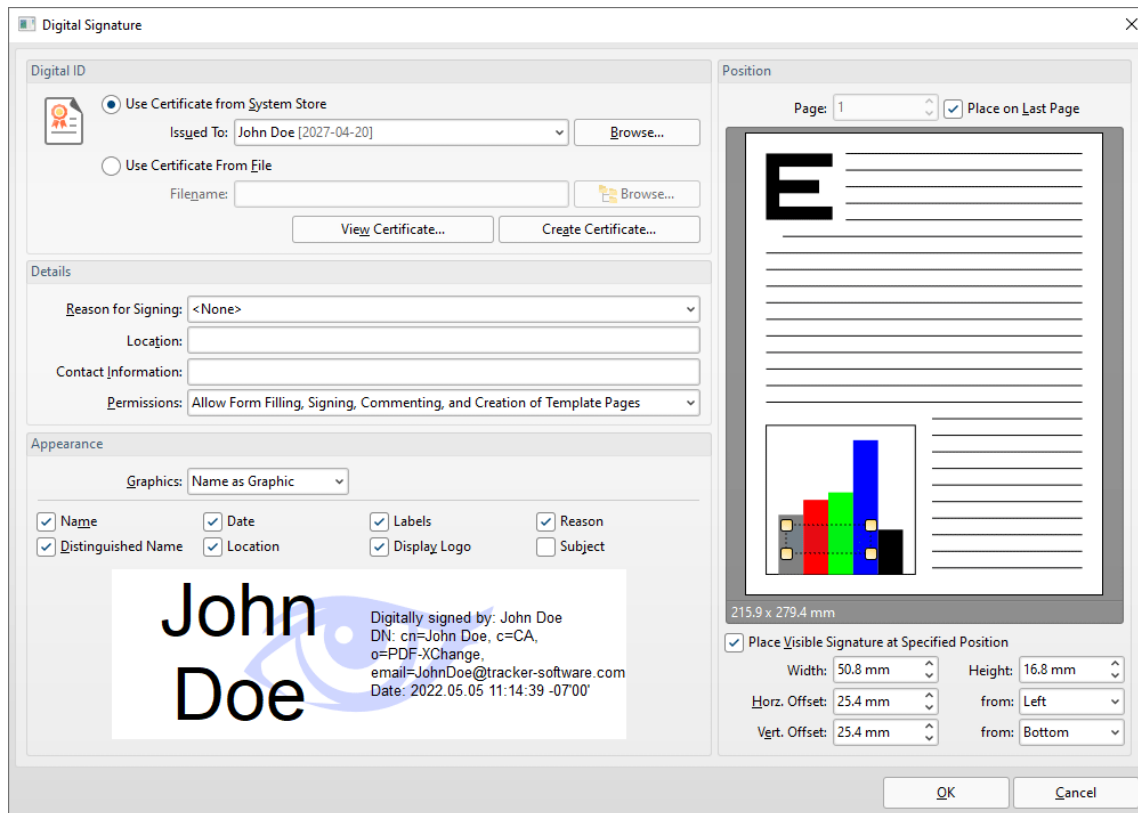 Digital Signature
Digital ID
Use Certificate from System Store
Issued To: John Doe [2027-04-20] Browse...
Use Certificate From File
Filename: Browse...
View Certificate... Create Certificate...
Details
Reason for Signing: <None>
Location:
Contact Information:
Permissions: Allow Form Filling, Signing, Commenting, and Creation of Template Pages
Appearance
Graphics: Name as Graphic
Name Date Labels Reason
Distinguished Name Location Display Logo Subject
John
Doe
Digitally signed by: John Doe
DN: cn=John Doe, c=CA,
o=PDF-XChange,
email=JohnDoe@tracker-software.com
Date: 2022.05.05 11:14:39 -07'00'
Position
Page: 1 Place on Last Page
E
215.9 x 279.4 mm
Place Visible Signature at Specified Position
Width: 50.8 mm Height: 16.8 mm
Horz. Offset: 25.4 mm from: Left
Vert. Offset: 25.4 mm from: Bottom
OK Cancel